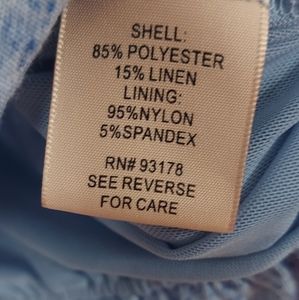 SHELL:
85% POLYESTER
15% LINEN
LINING:
95%NYLON
5%SPANDEX
RN# 93178
SEE REVERSE
FOR CARE